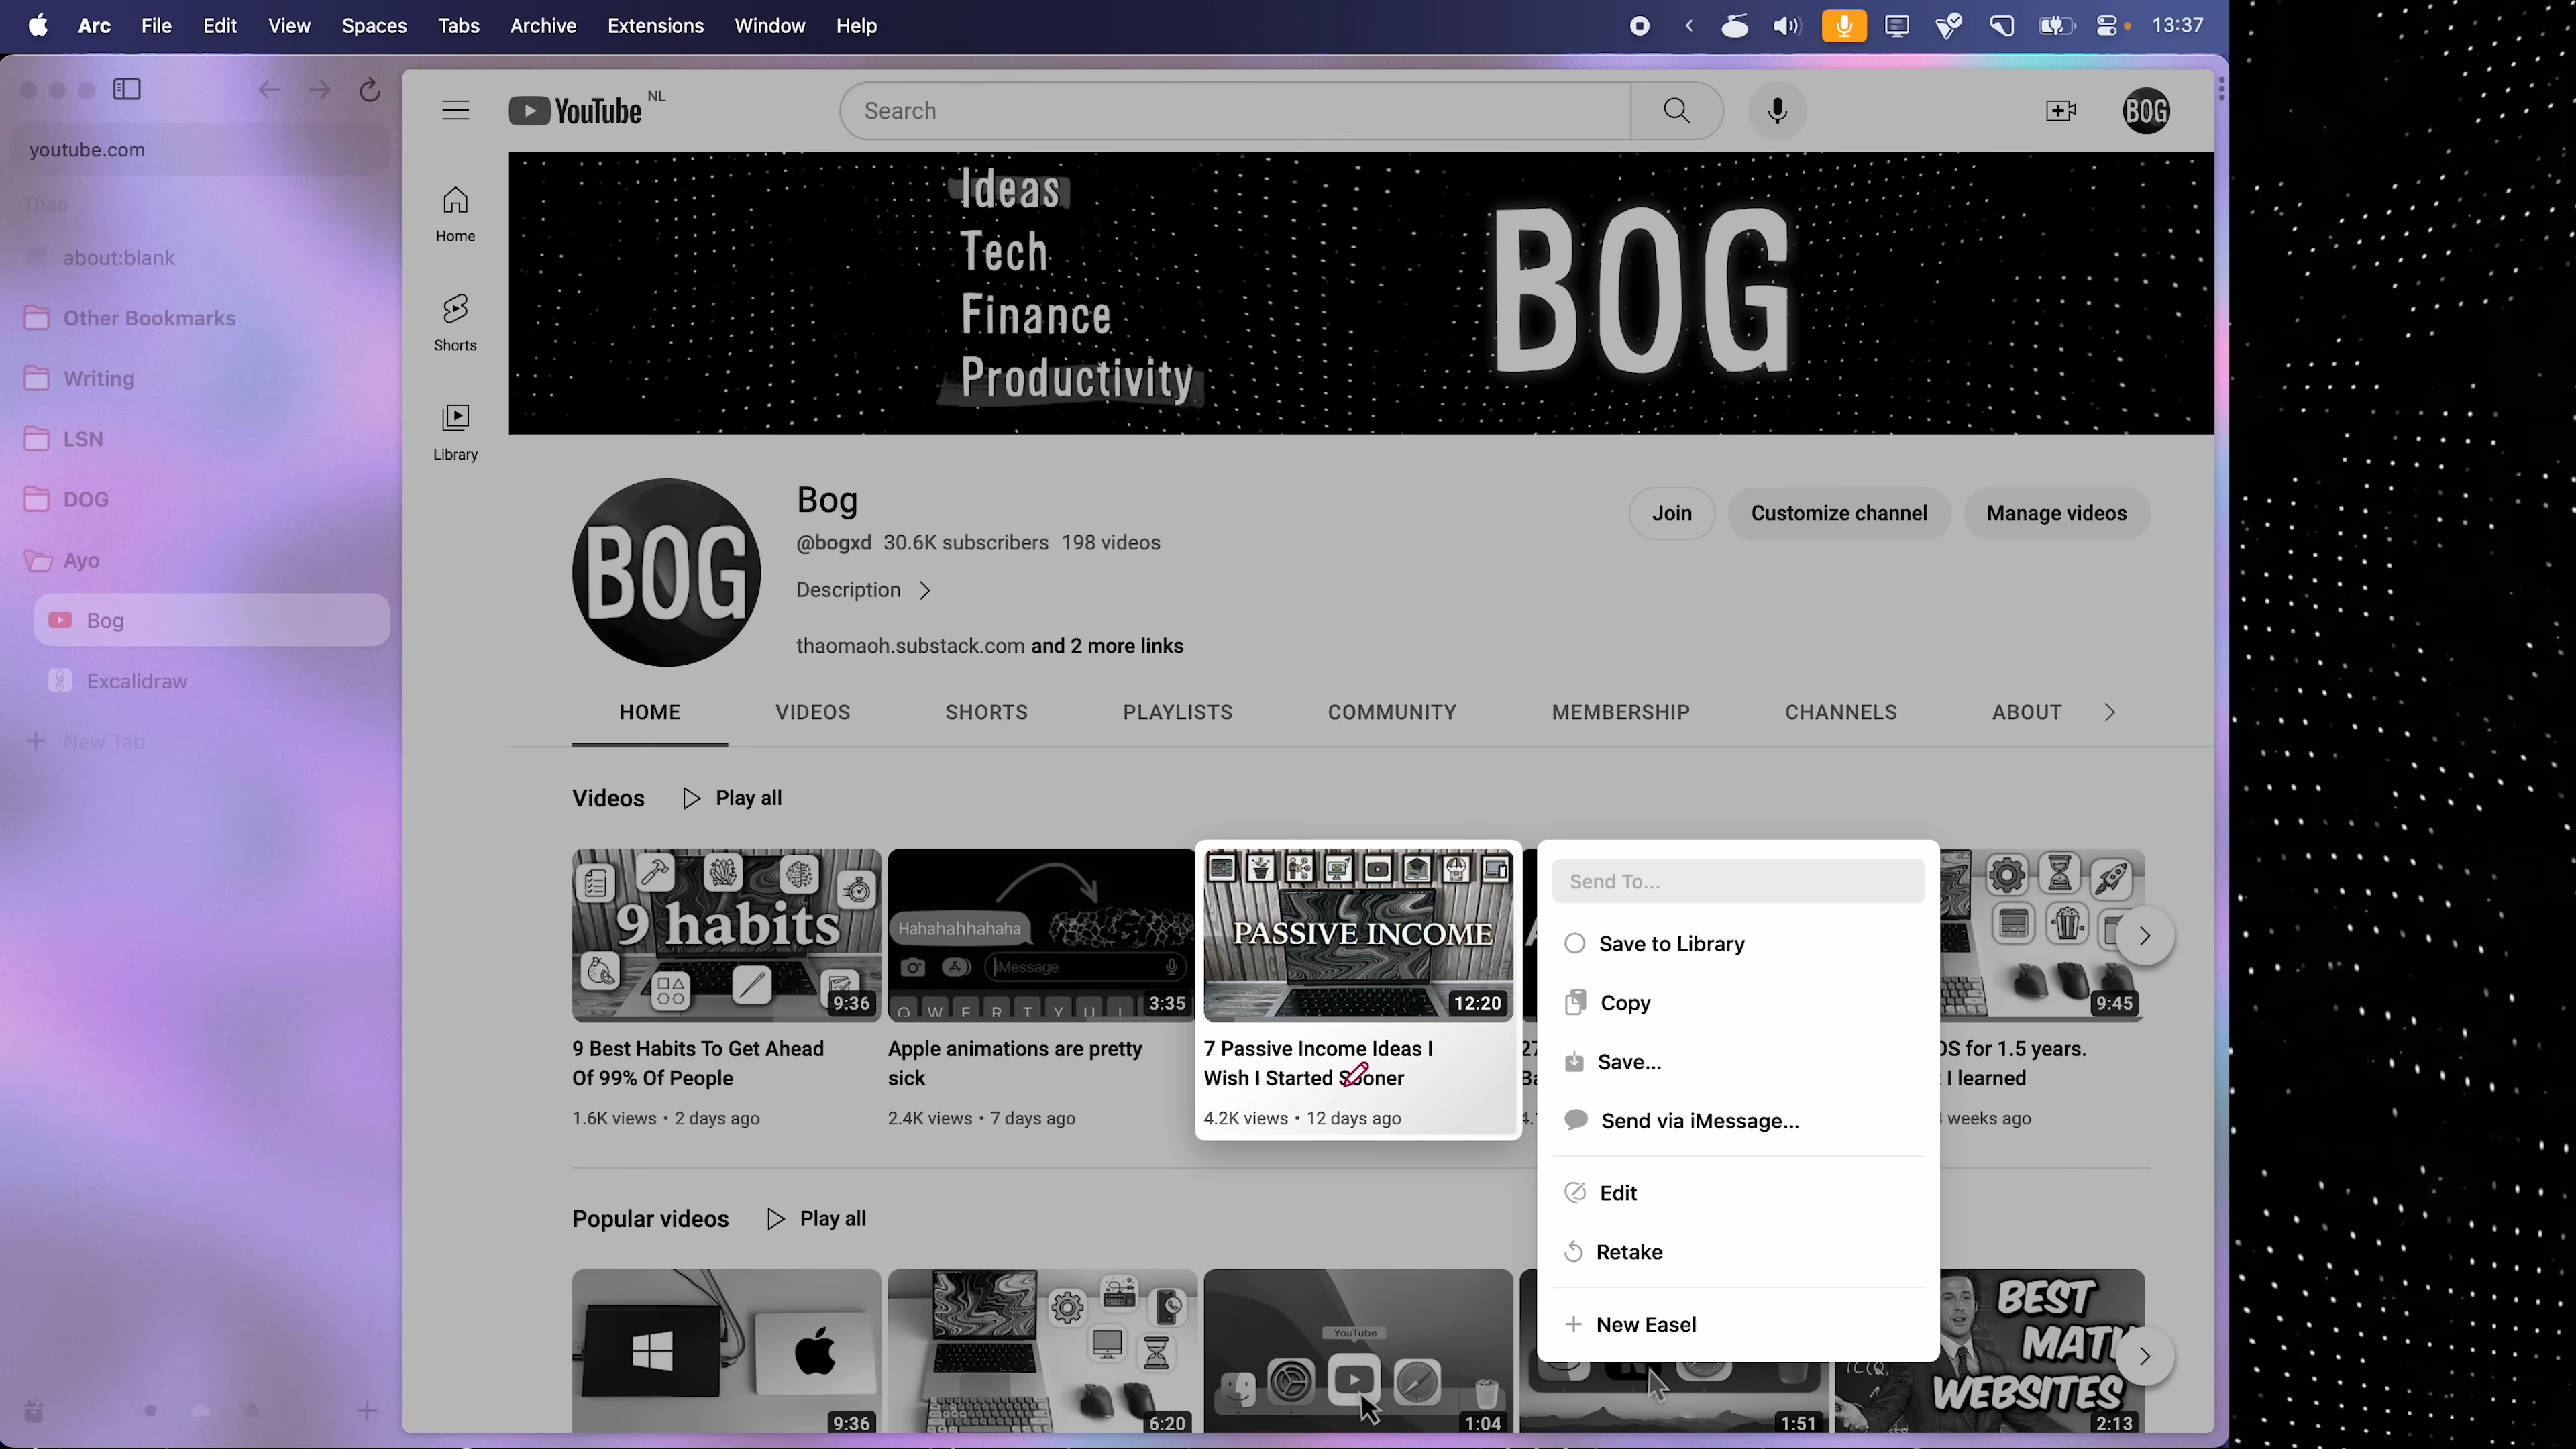 Arc File Edit View Spaces Tabs Archive Extensions Window Help 13:37
youtube.com
Thao
about:blank
Other Bookmarks
Writing
LSN
DOG
Ayo
Bog
Excalidraw
New Tab
YouTube NL
Search
BOG
Home
Shorts
Library
Ideas
Tech
Finance
Productivity
BOG
BOG
Bog
@bogxd 30.6K subscribers 198 videos
Description
thaomaoh.substack.com and 2 more links
Join Customize channel Manage videos
HOME VIDEOS SHORTS PLAYLISTS COMMUNITY MEMBERSHIP CHANNELS ABOUT
Videos Play all
9 habits
9:36
9 Best Habits To Get Ahead
Of 99% Of People
1.6K views • 2 days ago
Hahahahhahaha
iMessage
Q W E R T Y U I
3:35
Apple animations are pretty
sick
2.4K views • 7 days ago
PASSIVE INCOME
12:20
7 Passive Income Ideas I
Wish I Started Sooner
4.2K views • 12 days ago
Send To...
Save to Library
Copy
Save...
Send via iMessage...
Edit
Retake
New Easel
9:45
OS for 1.5 years.
I learned
weeks ago
Popular videos Play all
9:36
6:20
YouTube
1:04
1:51
BEST
MATH
WEBSITES
2:13